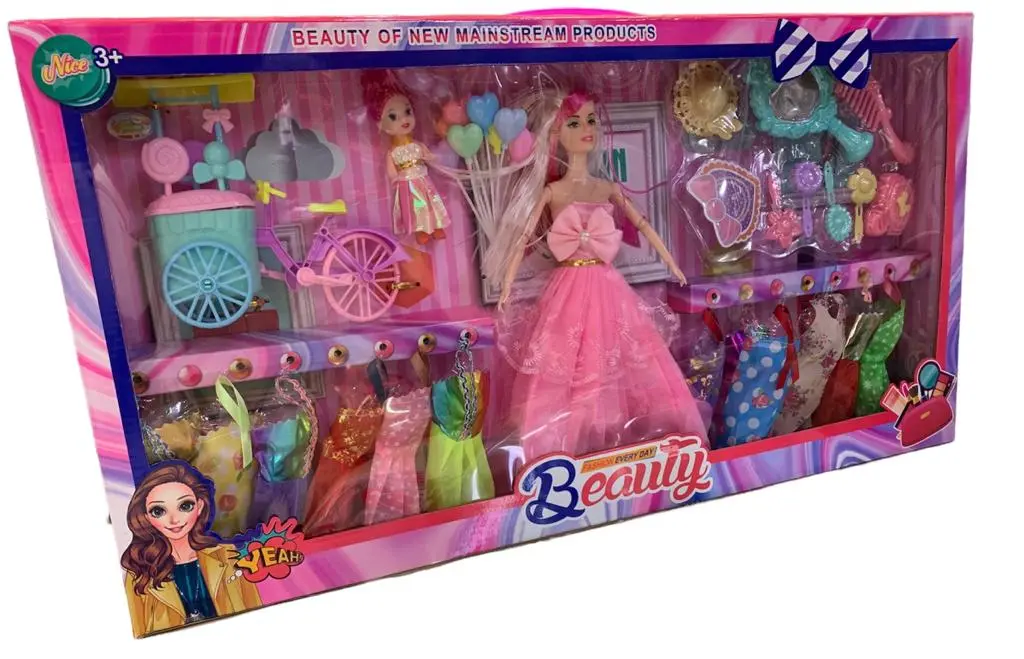 Nice
3+
BEAUTY OF NEW MAINSTREAM PRODUCTS
FASHION EVERY DAY!
Beauty
YEAH!